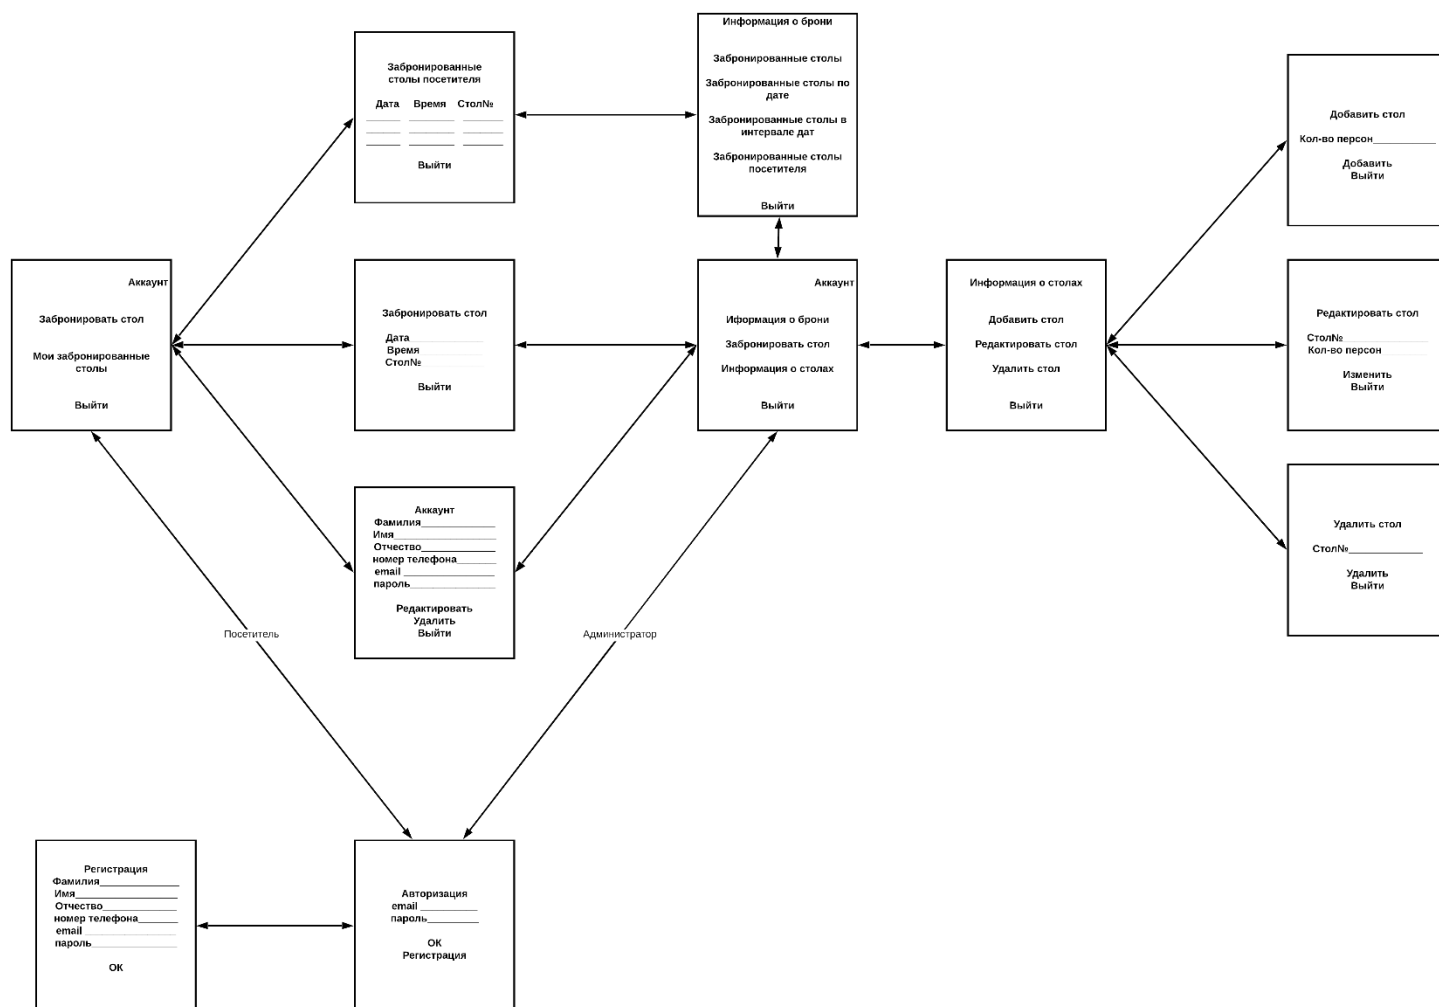 Забронированные
столы посетителя
Дата Время Стол№
Выйти
Информация о брони
Забронированные столы
Забронированные столы по
дате
Забронированные столы в
интервале дат
Забронированные столы
посетителя
Выйти
Добавить стол
Кол-во персон
Добавить
Выйти
Аккаунт
Забронировать стол
Мои забронированные
столы
Выйти
Забронировать стол
Дата
Время
Стол№
Выйти
Аккаунт
Иформация о брони
Забронировать стол
Информация о столах
Выйти
Информация о столах
Добавить стол
Редактировать стол
Удалить стол
Выйти
Редактировать стол
Стол№
Кол-во персон
Изменить
Выйти
Аккаунт
Фамилия
Имя
Отчество
номер телефона
email
пароль
Редактировать
Удалить
Выйти
Удалить стол
Стол№
Удалить
Выйти
Посетитель
Администратор
Регистрация
Фамилия
Имя
Отчество
номер телефона
email
пароль
ОК
Авторизация
email
пароль
ОК
Регистрация